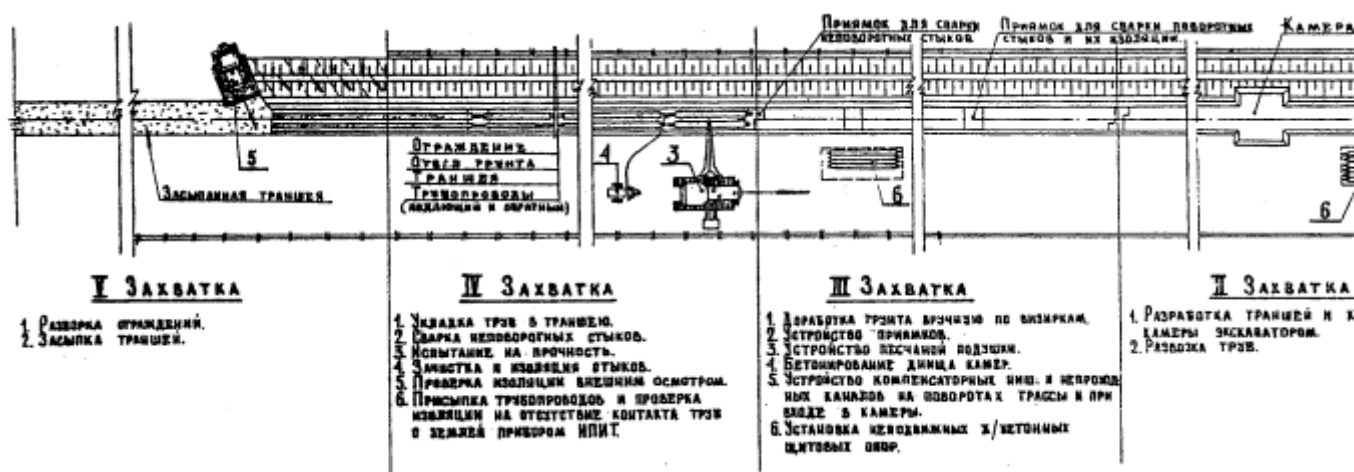 Приямок для сварки
неповоротных стыков
Приямок для сварки поворотных
стыков и их изоляции
Камера
5
Засыпанная траншея
Ограждение
Отвал грунта
Траншея
Трубопроводы
(подающий и обратный)
4
3
6
6
V Захватка
1. Разборка ограждений.
2. Засыпка траншей.
IV Захватка
1. Укладка труб в траншею.
2. Сварка неповоротных стыков.
3. Испытание на прочность.
4. Зачистка и изоляция стыков.
5. Проверка изоляции внешним осмотром.
6. Присыпка трубопроводов и проверка
изоляции на отсутствие контакта труб
с землей прибором ИПИТ.
III Захватка
1. Доработка грунта вручную по визиркам.
2. Устройство приямков.
3. Устройство песчаной подушки.
4. Бетонирование днища камер.
5. Устройство компенсаторных ниш и непроход
ных каналов на поворотах трассы и при
входе в камеры.
6. Установка неподвижных ж/бетонных
щитовых опор.
II Захватка
1. Разработка траншей и к
камеры экскаватором.
2. Развозка труб.